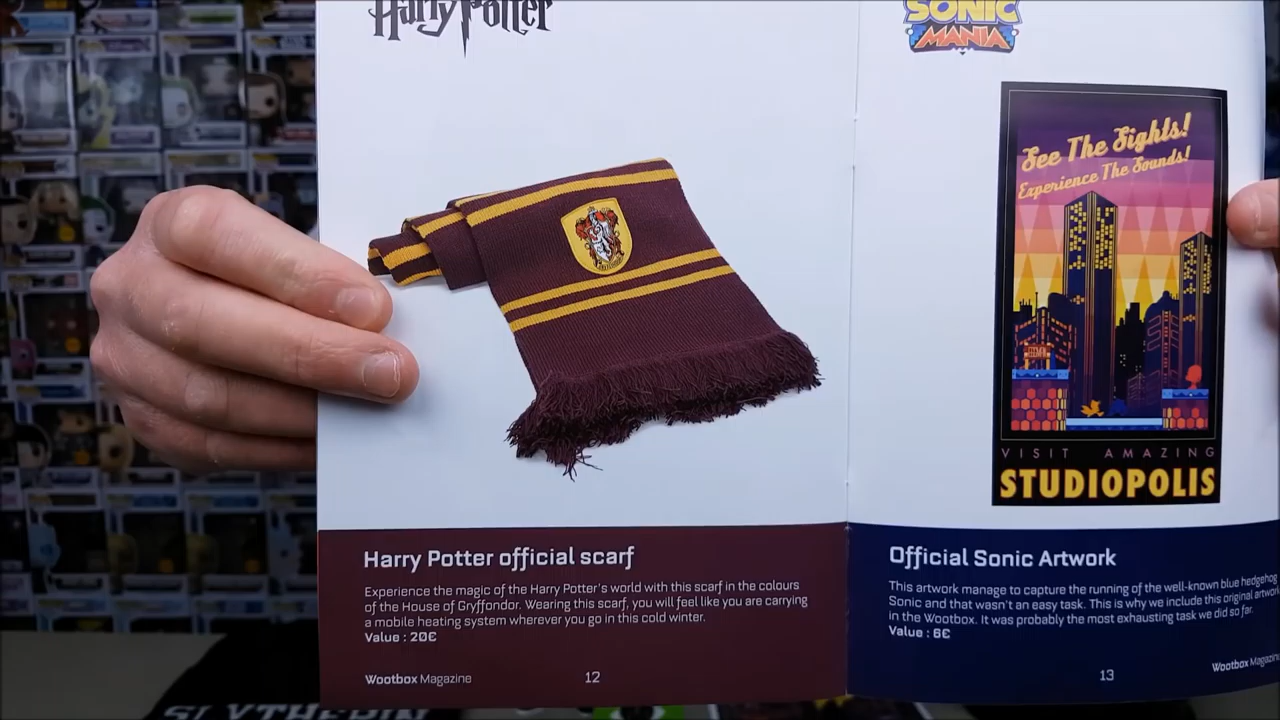 Harry Potter
Harry Potter official scarf
Experience the magic of the Harry Potter's world with this scarf in the colours
of the House of Gryffondor. Wearing this scarf, you will feel like you are carrying
a mobile heating system wherever you go in this cold winter.
Value : 20€
Wootbox Magazine
12
SONIC
MANIA
See The Sights!
Experience The Sounds!
VISIT AMAZING
STUDIOPOLIS
Official Sonic Artwork
This artwork manage to capture the running of the well-known blue hedgehog
Sonic and that wasn't an easy task. This is why we include this original artwork
in the Wootbox. It was probably the most exhausting task we did so far.
Value : 6€
13
Wootbox Magazine
SLYTHERIN